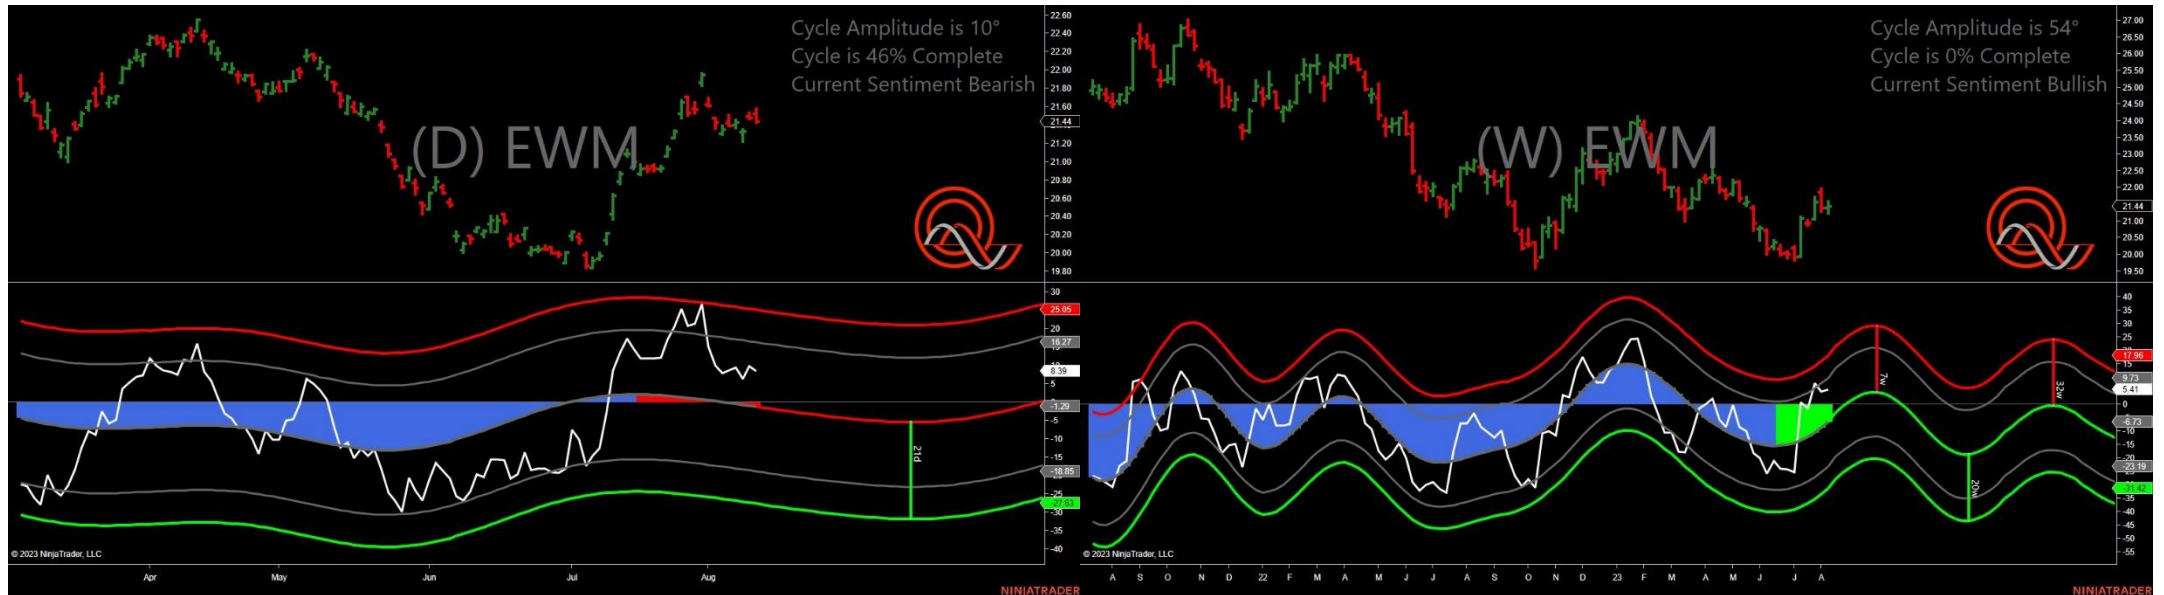 Cycle Amplitude is 10°
Cycle is 46% Complete
Current Sentiment Bearish
(D) EWM
22.60
22.40
22.20
22.00
21.80
21.60
21.44
21.20
21.00
20.80
20.60
20.40
20.20
20.00
19.80
30
25.05
20
16.27
8.39
5
-1.29
-5
-10
-15
-18.85
-25
-27.63
-30
-35
-40
21d
© 2023 NinjaTrader, LLC
Apr
May
Jun
Jul
Aug
NINJATRADER
Cycle Amplitude is 54°
Cycle is 0% Complete
Current Sentiment Bullish
(W) EWM
27.00
26.50
26.00
25.50
25.00
24.50
24.00
23.50
23.00
22.50
22.00
21.44
21.00
20.50
20.00
19.50
40
35
30
25
17.96
15
9.73
5.41
0
-6.73
-10
-15
-23.19
-31.42
-35
-40
-45
-55
7w
20w
32w
© 2023 NinjaTrader, LLC
A S O N D 22 F M A M J J A S O N D 23 F M A M J J A
NINJATRADER